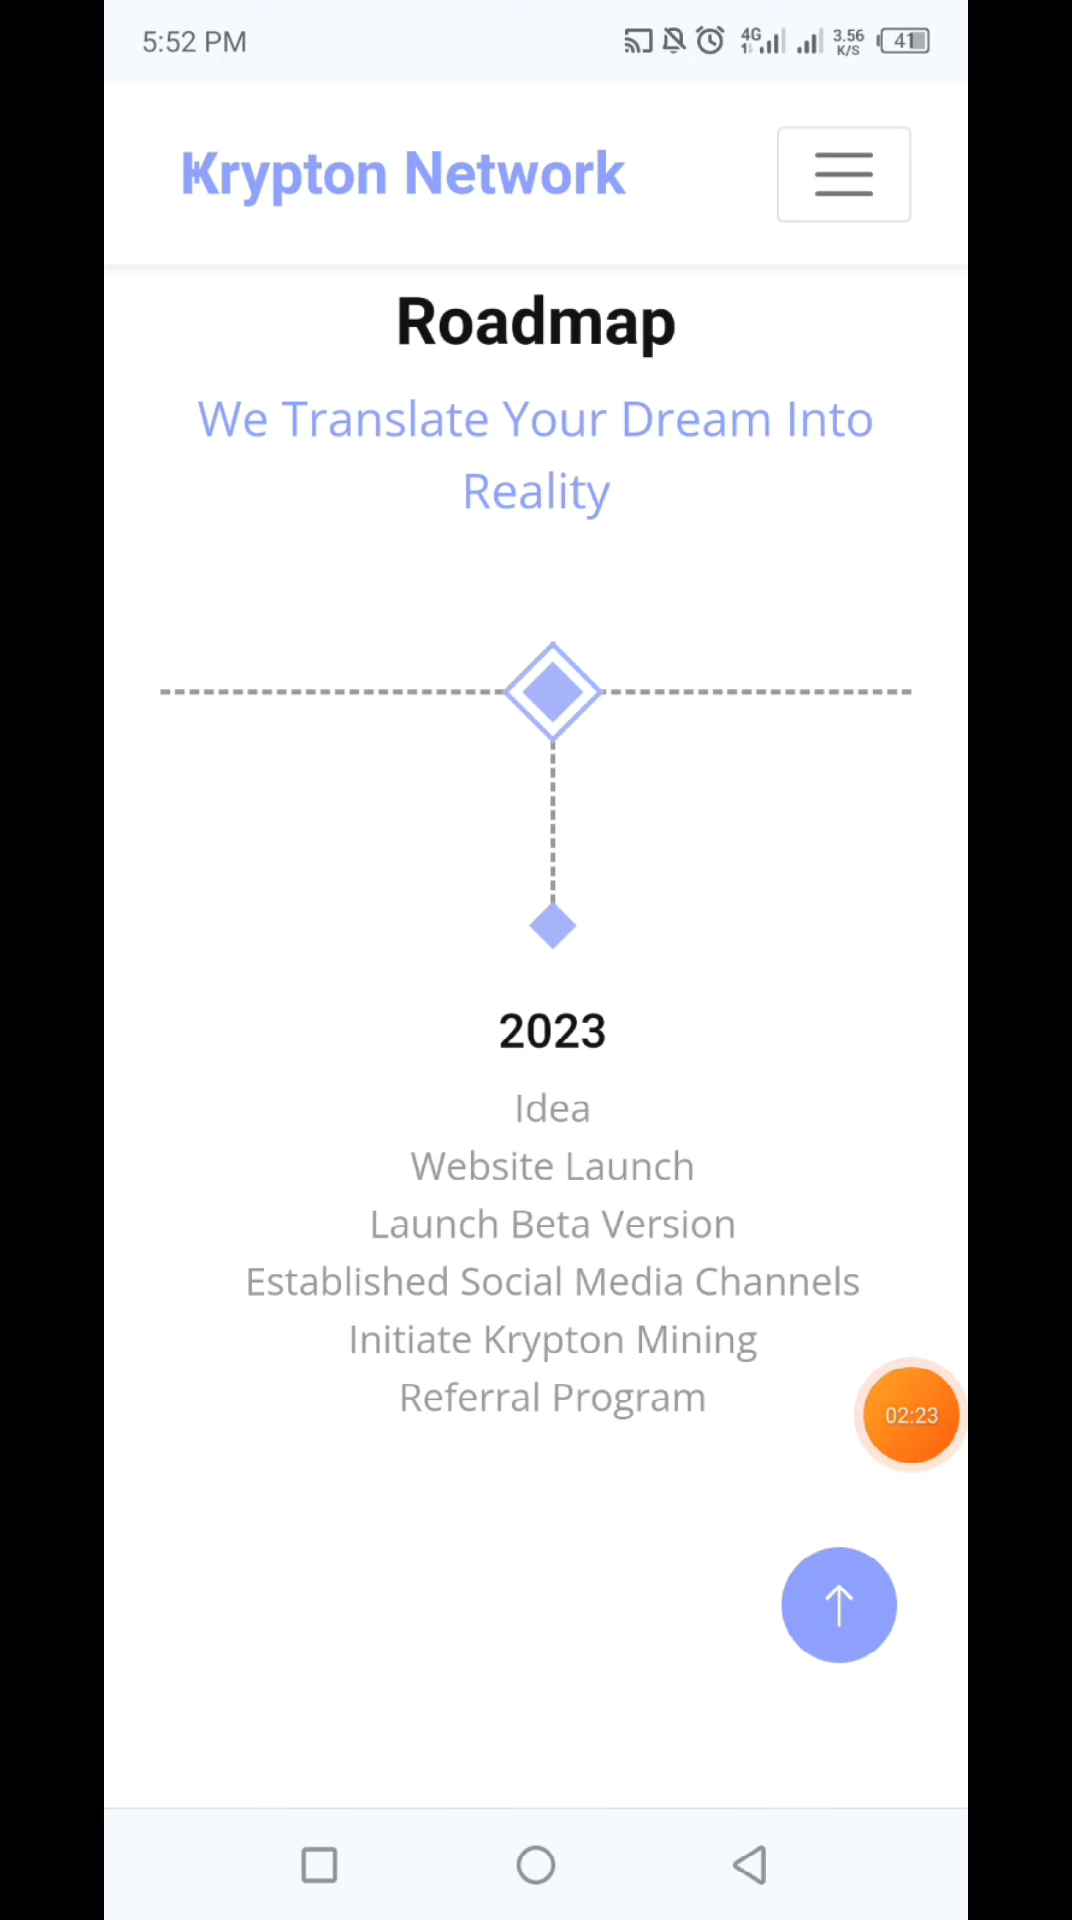 5:52 PM
4G
3.56
K/S
41
Krypton Network
Roadmap
We Translate Your Dream Into
Reality
2023
Idea
Website Launch
Launch Beta Version
Established Social Media Channels
Initiate Krypton Mining
Referral Program
02:23